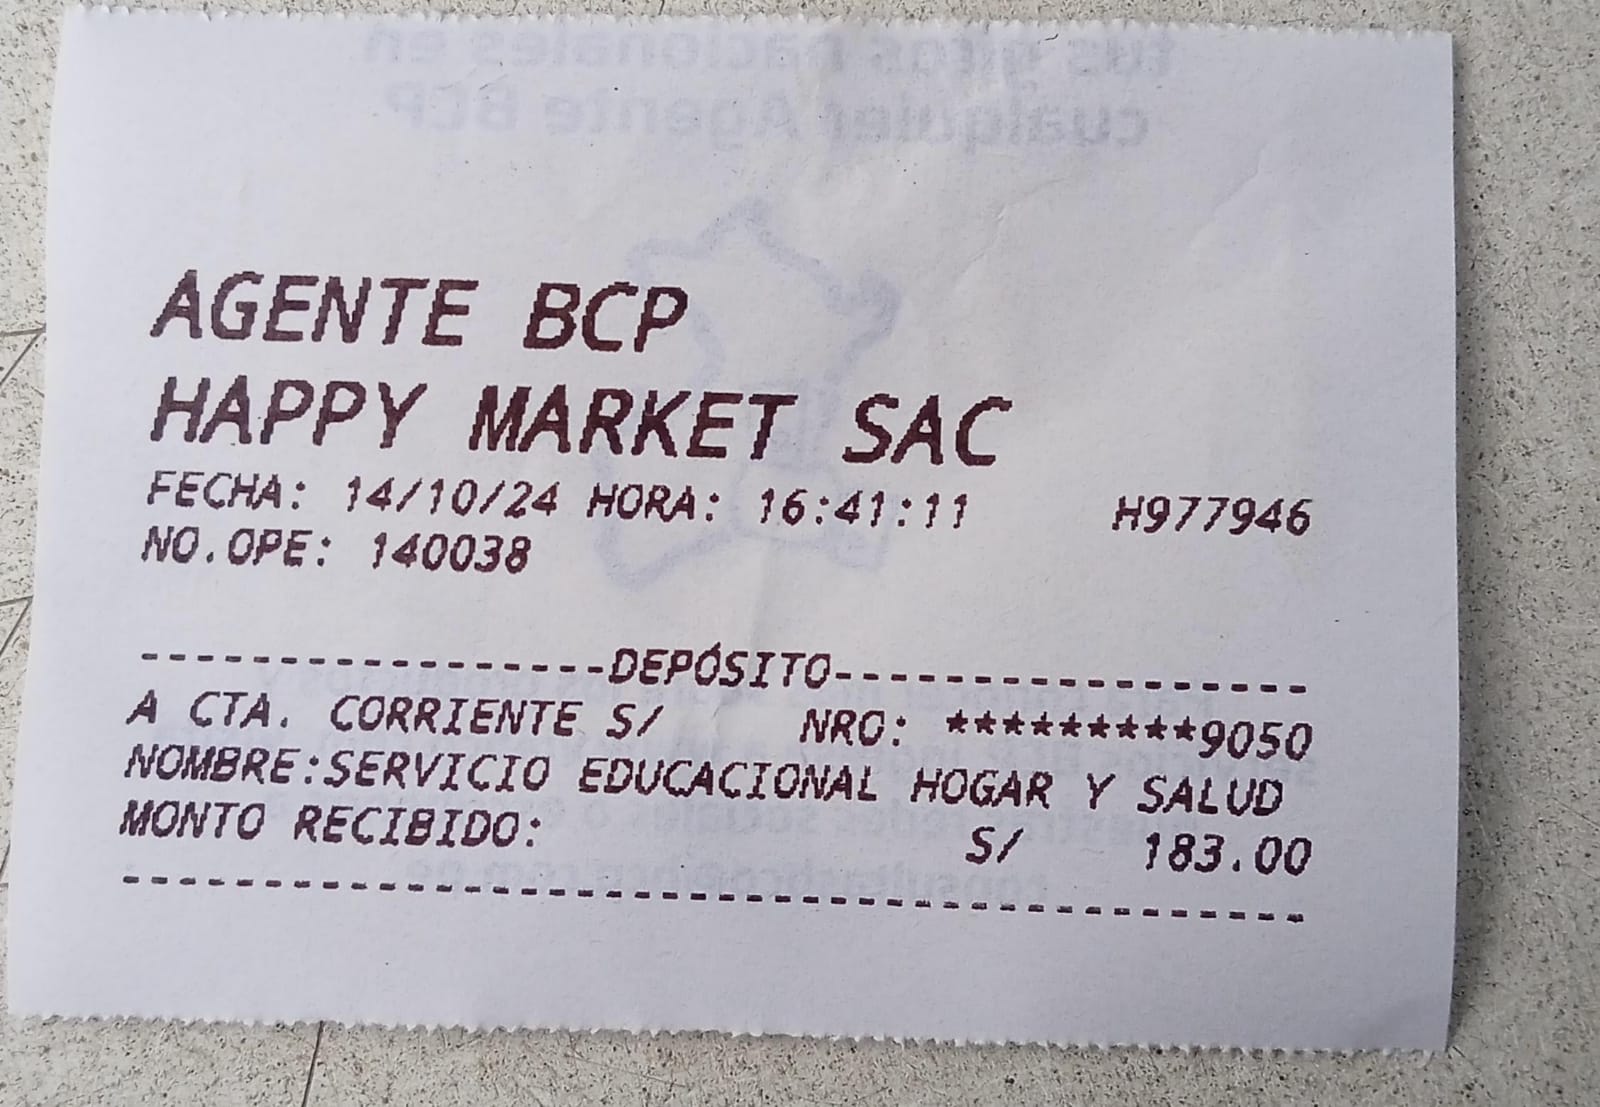 AGENTE BCP
HAPPY MARKET SAC
FECHA: 14/10/24 HORA: 16:41:11 H977946
NO.OPE: 140038
------------------DEPÓSITO------------------
A CTA. CORRIENTE S/ NRO: *********9050
NOMBRE:SERVICIO EDUCACIONAL HOGAR Y SALUD
MONTO RECIBIDO: S/ 183.00